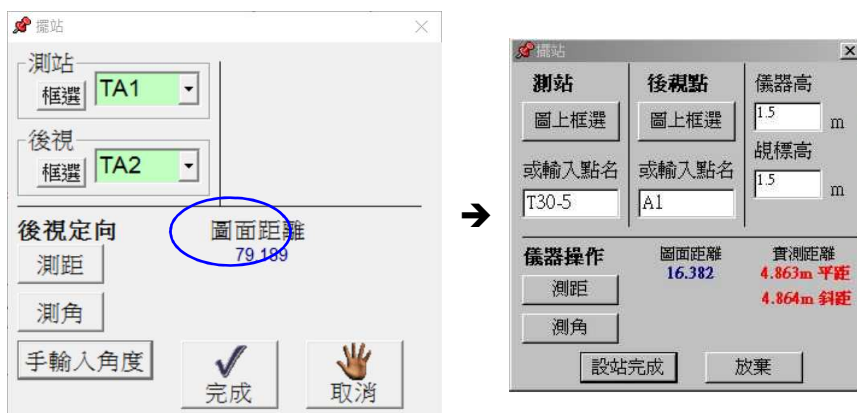 擺站
測站
框選 TA1
後視
框選 TA2
後視定向
圖面距離
79.189
測距
測角
手輸入角度
完成
取消
➔
擺站
測站
後視點
儀器高
圖上框選
圖上框選
1.5 m
覘標高
或輸入點名
或輸入點名
1.5 m
T30-5
A1
儀器操作
圖面距離
實測距離
16.382
4.863m 平距
測距
4.864m 斜距
測角
設站完成
放棄